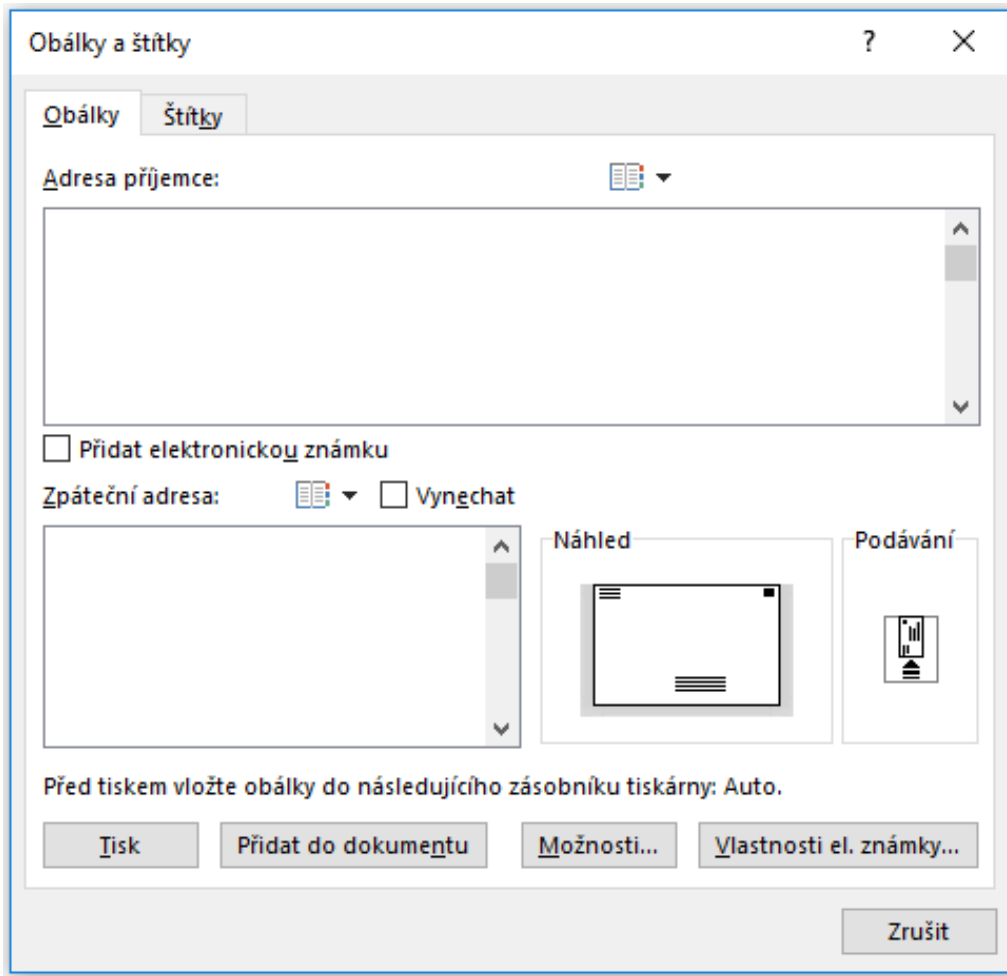 Obálky a štítky ?
Obálky Štítky
Adresa příjemce:
Přidat elektronickou známku
Zpáteční adresa: Vynechat
Náhled Podávání
Před tiskem vložte obálky do následujícího zásobníku tiskárny: Auto.
Tisk Přidat do dokumentu Možnosti... Vlastnosti el. známky...
Zrušit